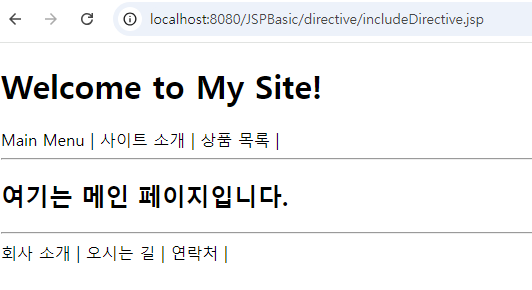 localhost:8080/JSPBasic/directive/includeDirective.jsp
Welcome to My Site!
Main Menu | 사이트 소개 | 상품 목록 |
여기는 메인 페이지입니다.
회사 소개 | 오시는 길 | 연락처 |